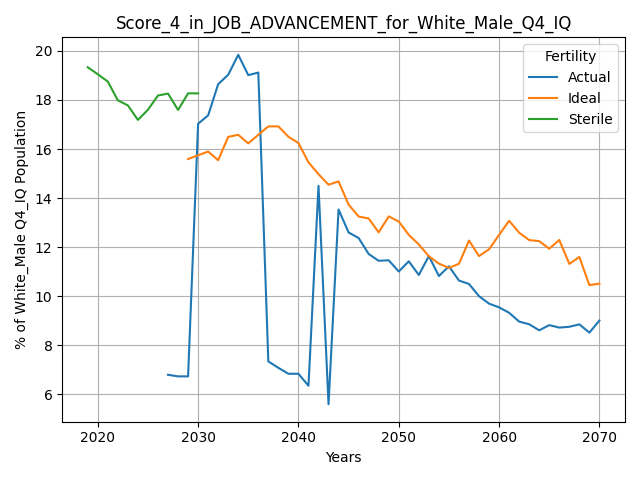 Score_4_in_JOB_ADVANCEMENT_for_White_Male_Q4_IQ
Fertility
Actual
Ideal
Sterile
% of White_Male Q4_IQ Population
20
18
16
14
12
10
8
6
2020 2030 2040 2050 2060 2070
Years